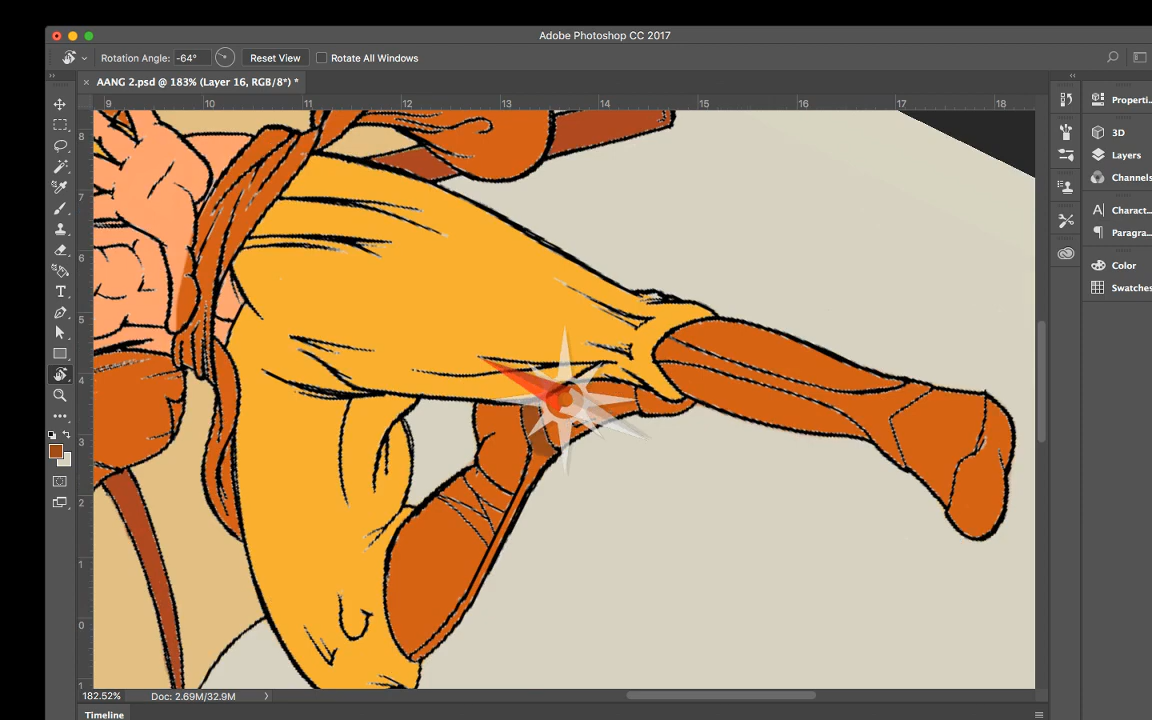 Adobe Photoshop CC 2017
Rotation Angle: -64° Reset View Rotate All Windows
× AANG 2.psd @ 183% (Layer 16, RGB/8*) *
9 10 11 12 13 14 15 16 17 18
8
7
6
5
4
3
2
1
0
1
Properti...
3D
Layers
Channels
Charact...
Paragra...
Color
Swatches
182.52% Doc: 2.69M/32.9M
Timeline